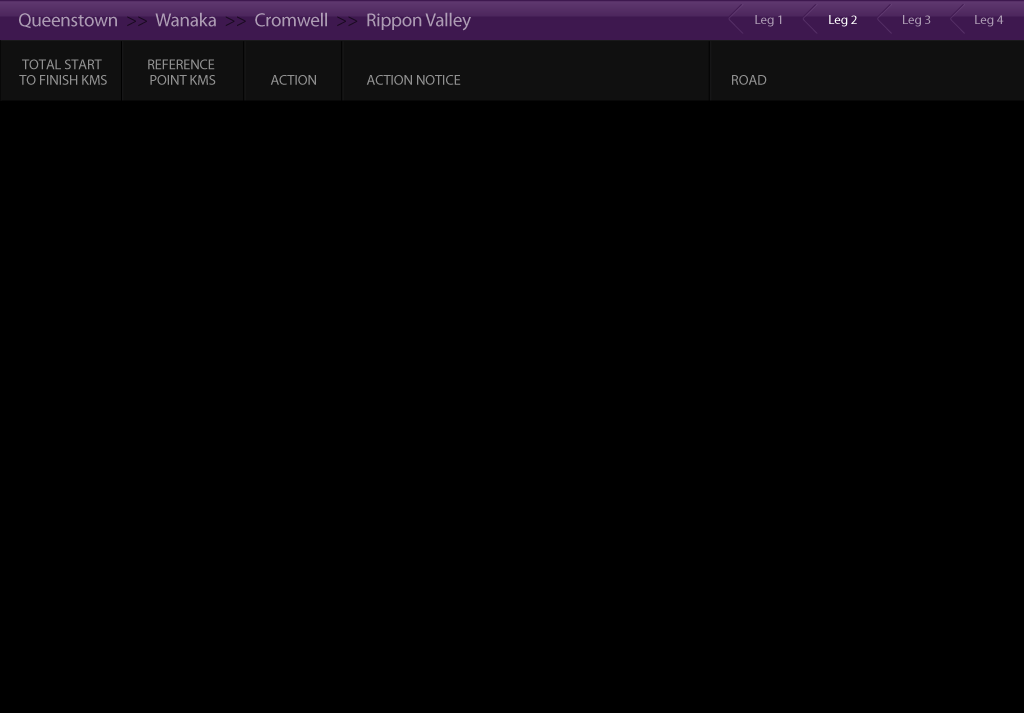 Queenstown >> Wanaka >> Cromwell >> Rippon Valley
Leg 1 Leg 2 Leg 3 Leg 4
TOTAL START
TO FINISH KMS
REFERENCE
POINT KMS
ACTION
ACTION NOTICE
ROAD